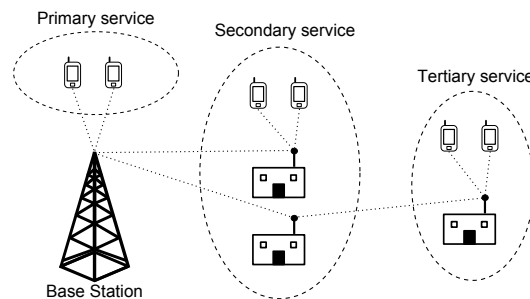 Primary service
Secondary service
Tertiary service
Base Station